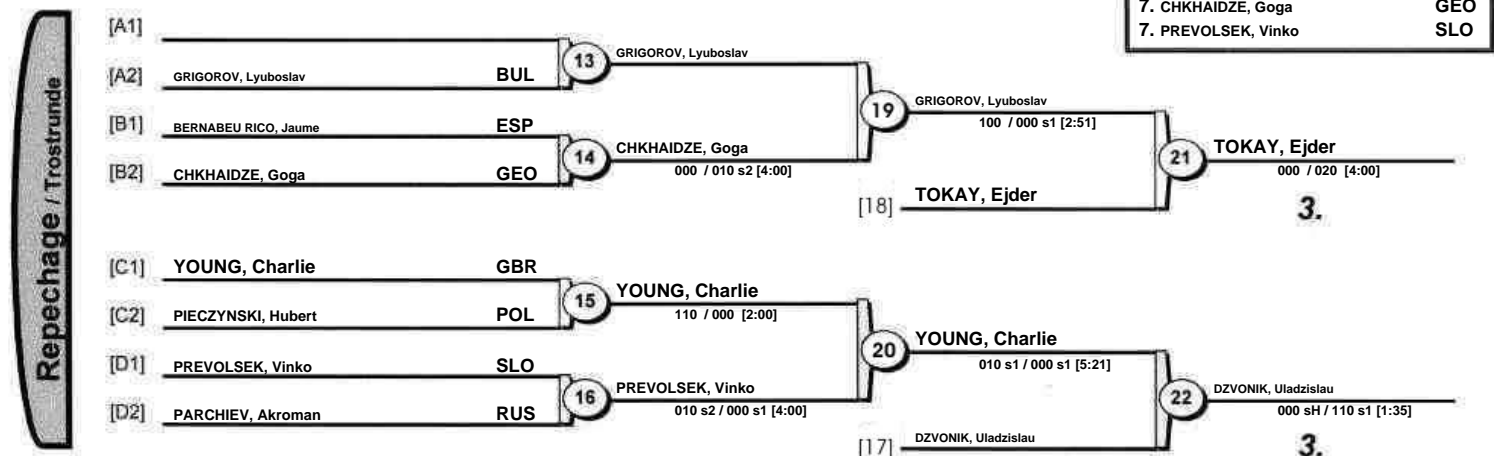 7. CHKHAIDZE, Goga GEO
7. PREVOLSEK, Vinko SLO
Repechage / Trostrunde
[A1]
[A2] GRIGOROV, Lyuboslav BUL
13 GRIGOROV, Lyuboslav
[B1] BERNABEU RICO, Jaume ESP
[B2] CHKHAIDZE, Goga GEO
14 CHKHAIDZE, Goga
000 / 010 s2 [4:00]
19 GRIGOROV, Lyuboslav
100 / 000 s1 [2:51]
[18] TOKAY, Ejder
21 TOKAY, Ejder
000 / 020 [4:00]
3.
[C1] YOUNG, Charlie GBR
[C2] PIECZYNSKI, Hubert POL
15 YOUNG, Charlie
110 / 000 [2:00]
[D1] PREVOLSEK, Vinko SLO
[D2] PARCHIEV, Akroman RUS
16 PREVOLSEK, Vinko
010 s2 / 000 s1 [4:00]
20 YOUNG, Charlie
010 s1 / 000 s1 [5:21]
[17] DZVONIK, Uladzislau
22 DZVONIK, Uladzislau
000 sH / 110 s1 [1:35]
3.